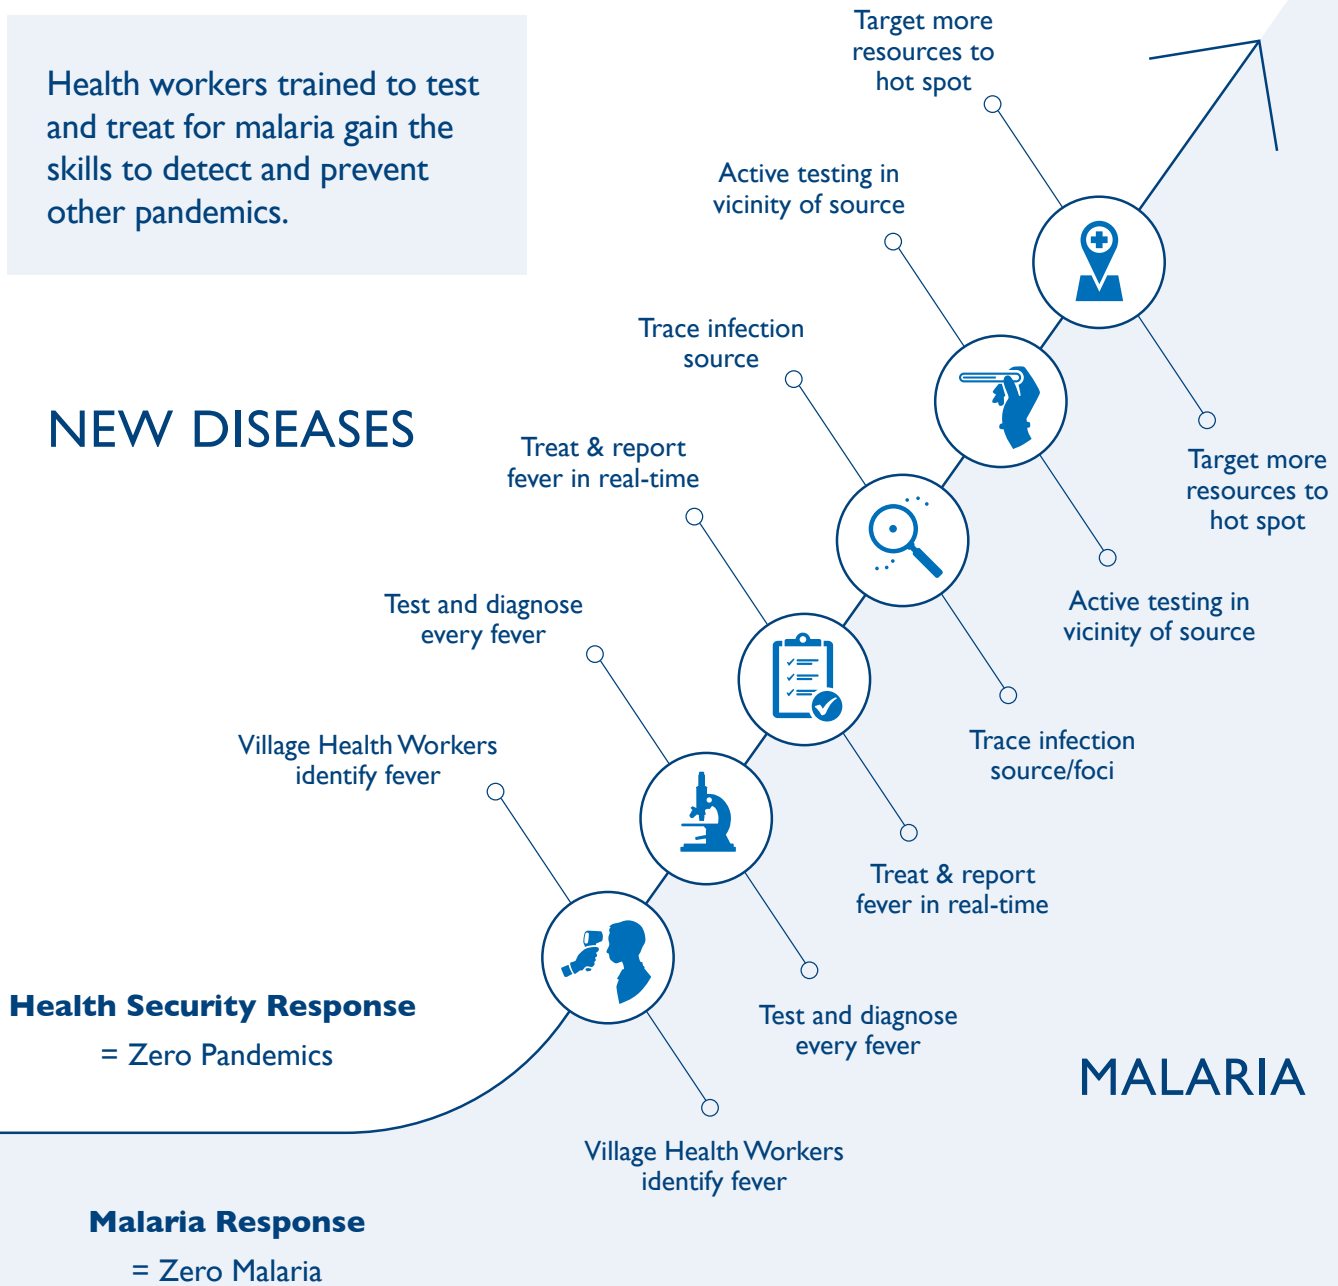 Health workers trained to test
and treat for malaria gain the
skills to detect and prevent
other pandemics.
Target more
resources to
hot spot
Active testing in
vicinity of source
Trace infection
source
NEW DISEASES
Treat & report
fever in real-time
Test and diagnose
every fever
Village Health Workers
identify fever
Health Security Response
= Zero Pandemics
Target more
resources to
hot spot
Active testing in
vicinity of source
Trace infection
source/foci
Treat & report
fever in real-time
Test and diagnose
every fever
MALARIA
Village Health Workers
identify fever
Malaria Response
= Zero Malaria